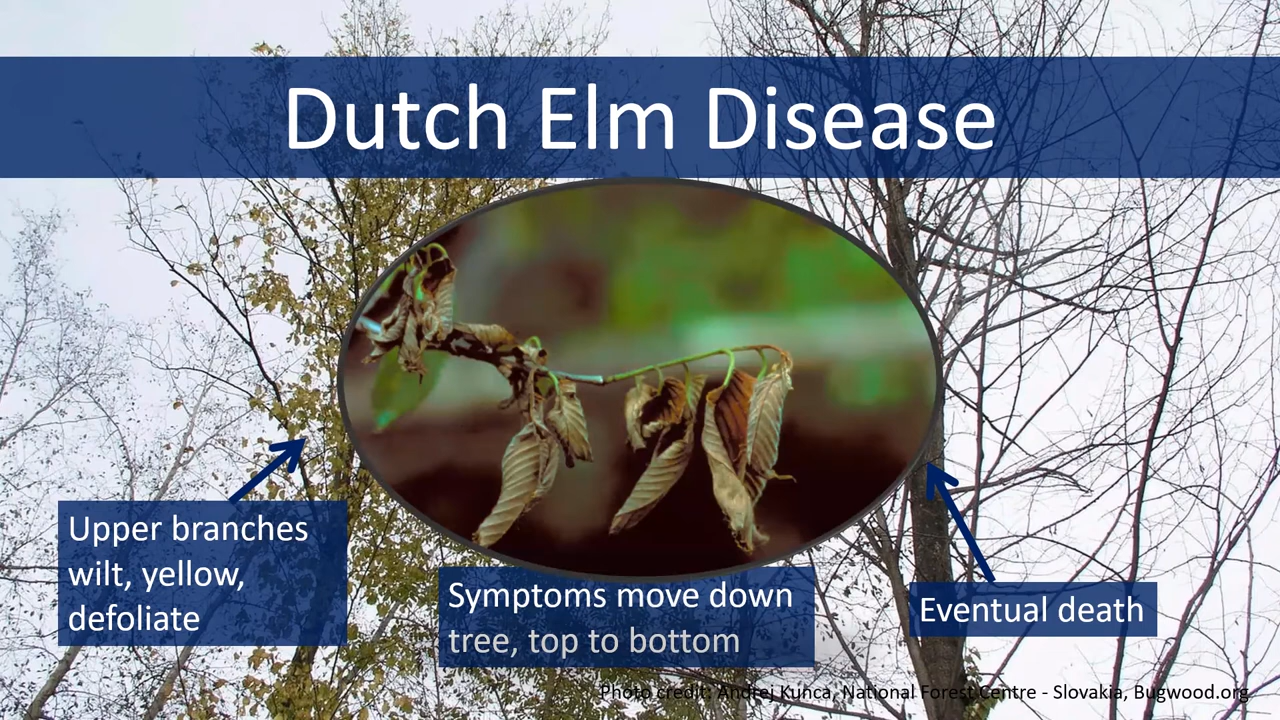 Dutch Elm Disease
Upper branches
wilt, yellow,
defoliate
Symptoms move down
tree, top to bottom
Eventual death
Photo credit: Andrej Kunca, National Forest Centre - Slovakia, Bugwood.org